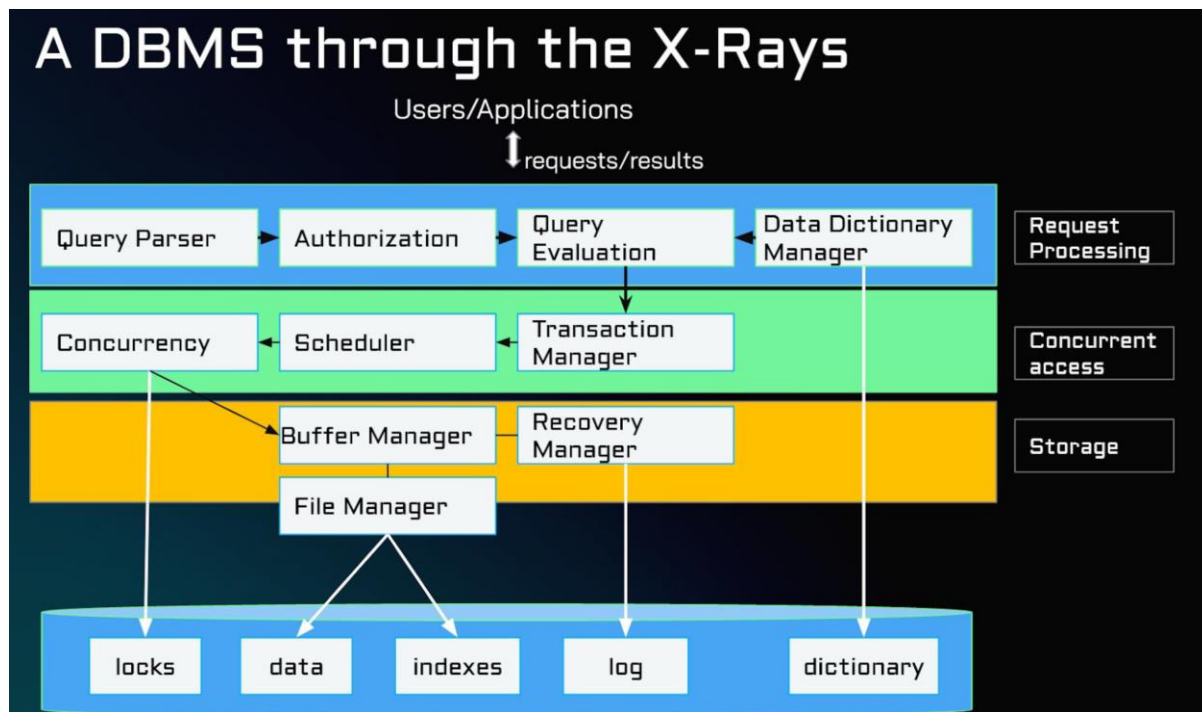 A DBMS through the X-Rays
Users/Applications
requests/results
Query Parser
Authorization
Query
Evaluation
Data Dictionary
Manager
Request
Processing
Concurrency
Scheduler
Transaction
Manager
Concurrent
access
Buffer Manager
Recovery
Manager
Storage
File Manager
locks
data
indexes
log
dictionary